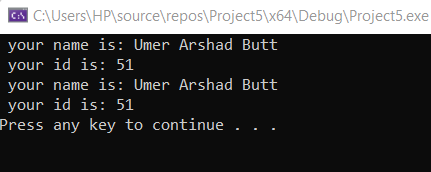 C:\Users\HP\source\repos\Project5\x64\Debug\Project5.exe
your name is: Umer Arshad Butt
your id is: 51
your name is: Umer Arshad Butt
your id is: 51
Press any key to continue . . .